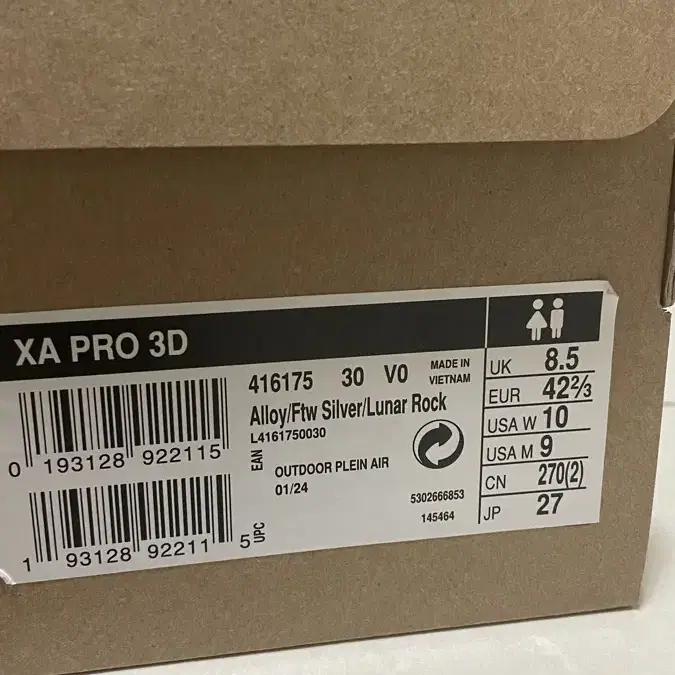 XA PRO 3D
416175 30 V0
MADE IN
VIETNAM
Alloy/Ftw Silver/Lunar Rock
L4161750030
EAN
OUTDOOR PLEIN AIR
01/24
5302666853
145464
0 193128 922115
1 93128 92211 5
UPC
UK 8.5
EUR 42⅔
USA W 10
USA M 9
CN 270(2)
JP 27